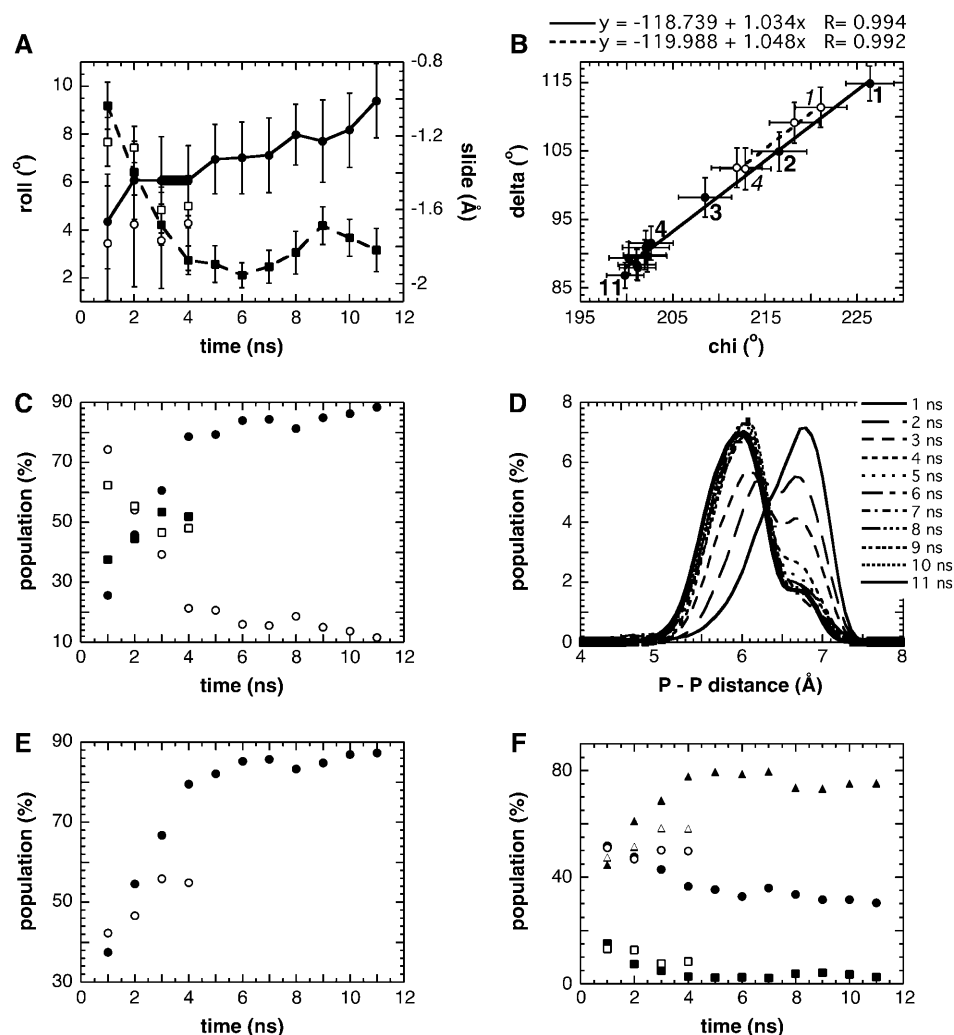 y = -118.739 + 1.034x R= 0.994
y = -119.988 + 1.048x R= 0.992
A
11
10
8
6
4
2
roll (°)
-0.8
-1.2
-1.6
-2
slide (Å)
0 2 4 6 8 10 12
time (ns)
B
115
105
95
85
delta (°)
1
1
2
4
3
4
11
195 205 215 225
chi (°)
C
90
70
50
30
10
population (%)
0 2 4 6 8 10 12
time (ns)
D
8
6
4
2
0
population (%)
4 5 6 7 8
P - P distance (Å)
1 ns
2 ns
3 ns
4 ns
5 ns
6 ns
7 ns
8 ns
9 ns
10 ns
11 ns
E
90
70
50
30
population (%)
0 2 4 6 8 10 12
time (ns)
F
80
40
0
population (%)
0 2 4 6 8 10 12
time (ns)